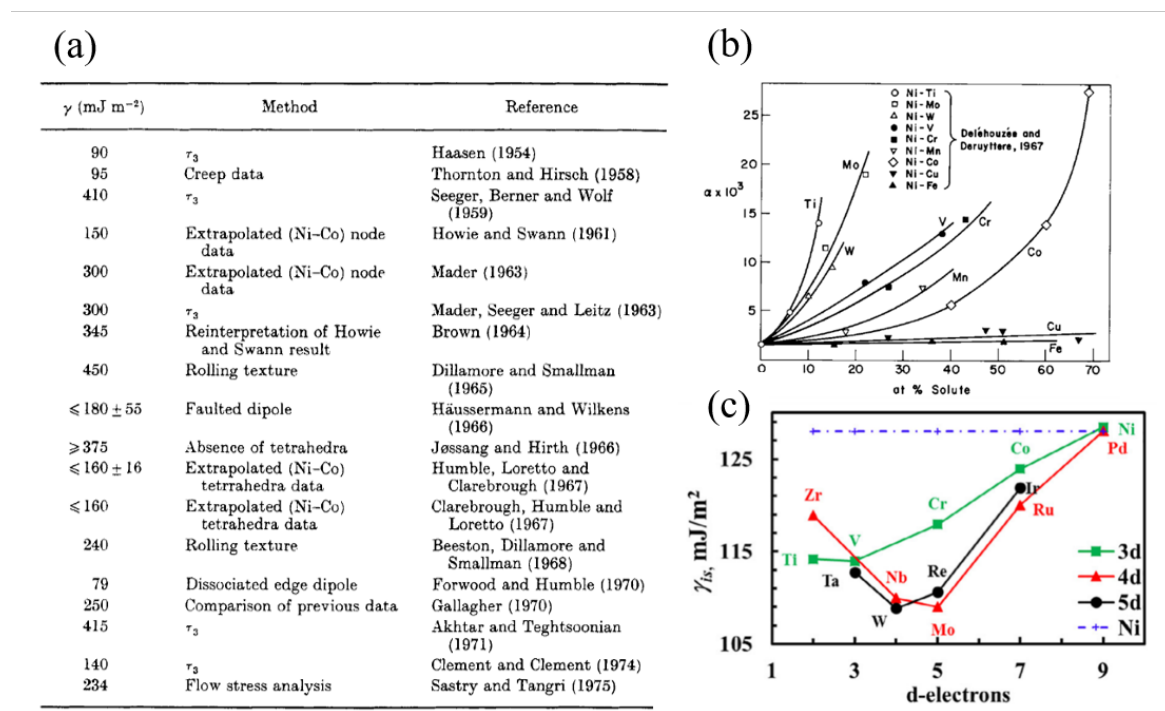 (a)
γ (mJ m−2) Method Reference
90 τ3 Haasen (1954)
95 Creep data Thornton and Hirsch (1958)
410 τ3 Seeger, Berner and Wolf
(1959)
150 Extrapolated (Ni–Co) node Howie and Swann (1961)
data
300 Extrapolated (Ni–Co) node Mader (1963)
data
300 τ3 Mader, Seeger and Leitz (1963)
345 Reinterpretation of Howie Brown (1964)
and Swann result
450 Rolling texture Dillamore and Smallman
(1965)
⩽180 ± 55 Faulted dipole Häussermann and Wilkens
(1966)
⩾375 Absence of tetrahedra Jøssang and Hirth (1966)
⩽160 ± 16 Extrapolated (Ni–Co) Humble, Loretto and
tetrrahedra data Clarebrough (1967)
⩽160 Extrapolated (Ni–Co) Clarebrough, Humble and
tetrahedra data Loretto (1967)
240 Rolling texture Beeston, Dillamore and
Smallman (1968)
79 Dissociated edge dipole Forwood and Humble (1970)
250 Comparison of previous data Gallagher (1970)
415 τ3 Akhtar and Teghtsoonian
(1971)
140 τ3 Clement and Clement (1974)
234 Flow stress analysis Sastry and Tangri (1975)
(b)
Ni-Ti
Ni-Mo
Ni-W
Ni-V
Ni-Cr
Ni-Mn
Ni-Co
Ni-Cu
Ni-Fe
Deléhouzée and
Deruyttere, 1967
25
20
α x 10³
15
10
5
Ti
Mo
W
V
Cr
Mn
Co
Cu
Fe
0 10 20 30 40 50 60 70
at % Solute
(c)
γis, mJ/m²
125
115
105
Zr
Ti
V
Ta
Nb
W
Cr
Re
Mo
Co
Ir
Ru
Ni
Pd
3d
4d
5d
Ni
1 3 5 7 9
d-electrons